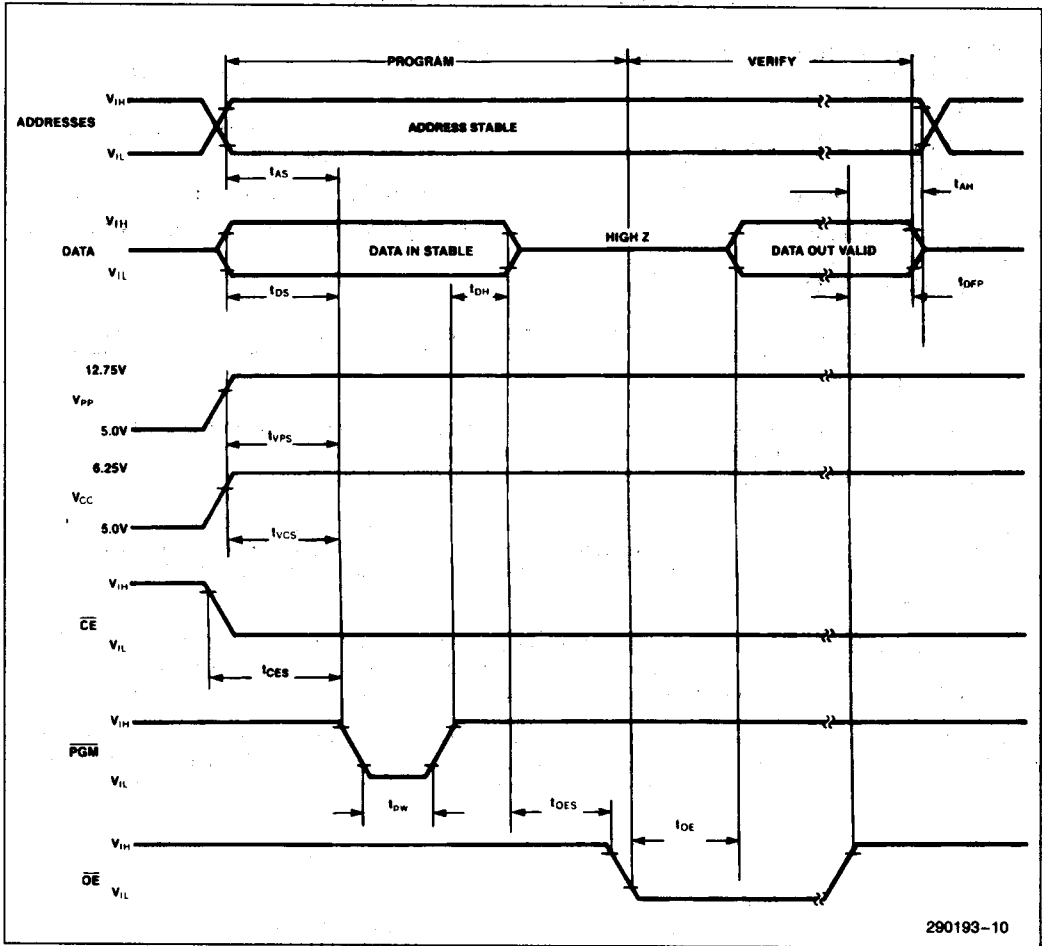 PROGRAM
VERIFY
ADDRESSES
VIH
VIL
ADDRESS STABLE
tAS
tAH
DATA
VIH
VIL
DATA IN STABLE
HIGH Z
DATA OUT VALID
tDS
tDH
tDFP
12.75V
VPP
5.0V
tVPS
6.25V
VCC
5.0V
tVCS
VIH
CE
VIL
tCES
VIH
PGM
VIL
tPW
tOES
tOE
VIH
OE
VIL
290193-10